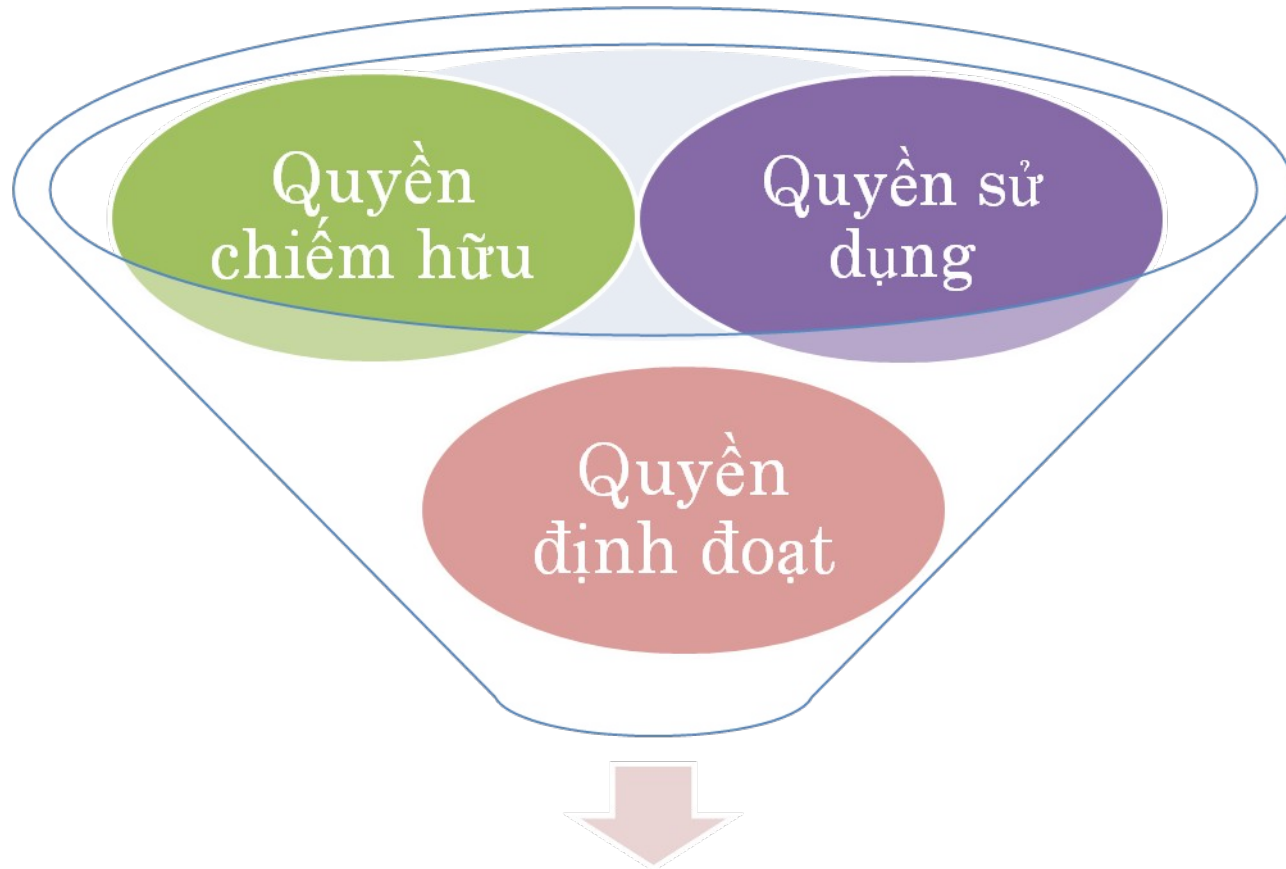 Quyền
chiếm hữu
Quyền sử
dụng
Quyền
định đoạt